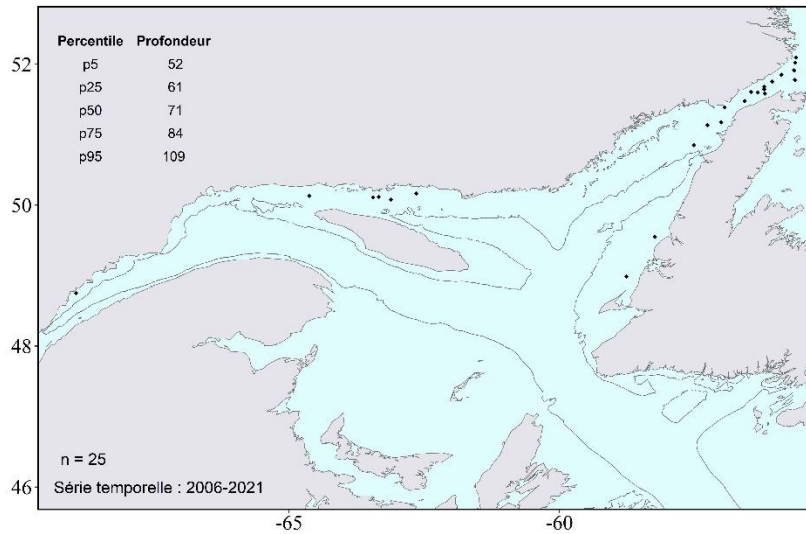 Percentile Profondeur
p5 52
p25 61
p50 71
p75 84
p95 109
52
50
48
46
n = 25
Série temporelle : 2006-2021
-65 -60